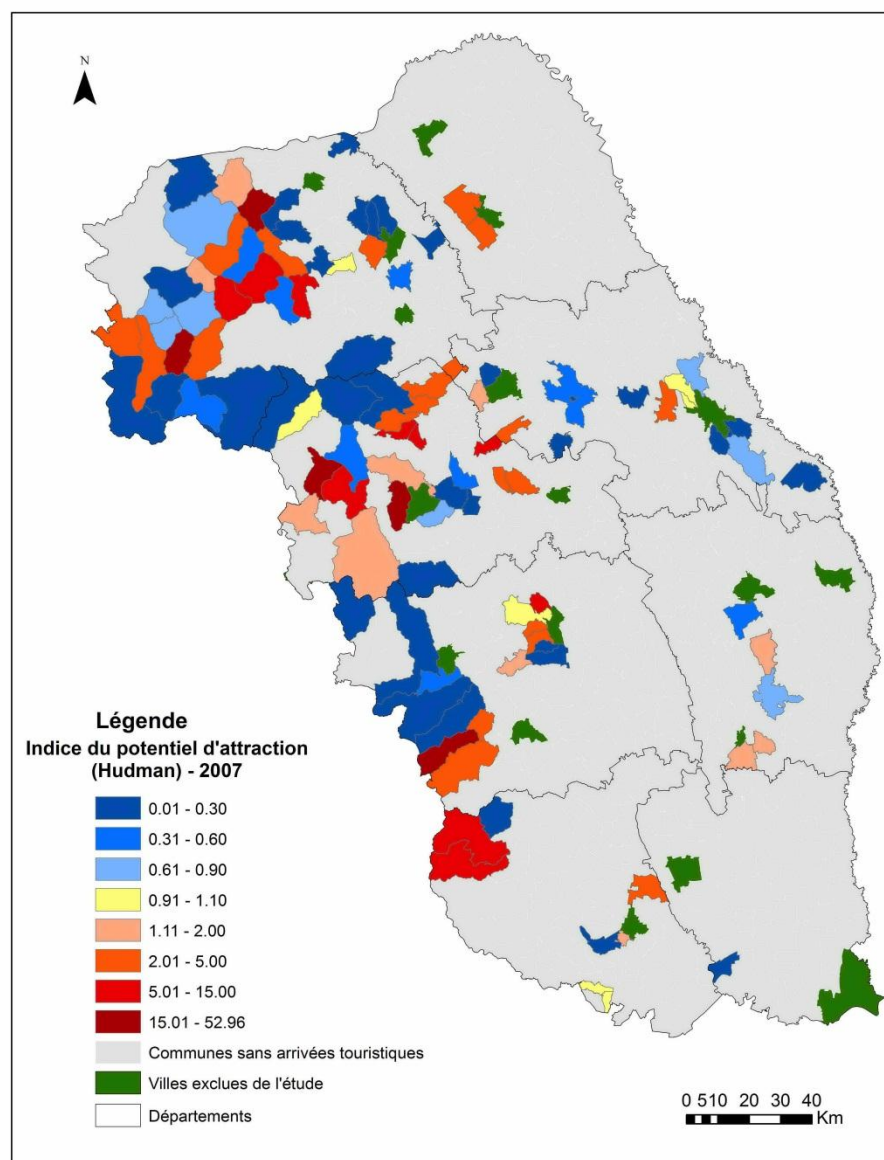 N
Légende
Indice du potentiel d'attraction
(Hudman) - 2007
0.01 - 0.30
0.31 - 0.60
0.61 - 0.90
0.91 - 1.10
1.11 - 2.00
2.01 - 5.00
5.01 - 15.00
15.01 - 52.96
Communes sans arrivées touristiques
Villes exclues de l'étude
Départements
0 5 10 20 30 40
Km